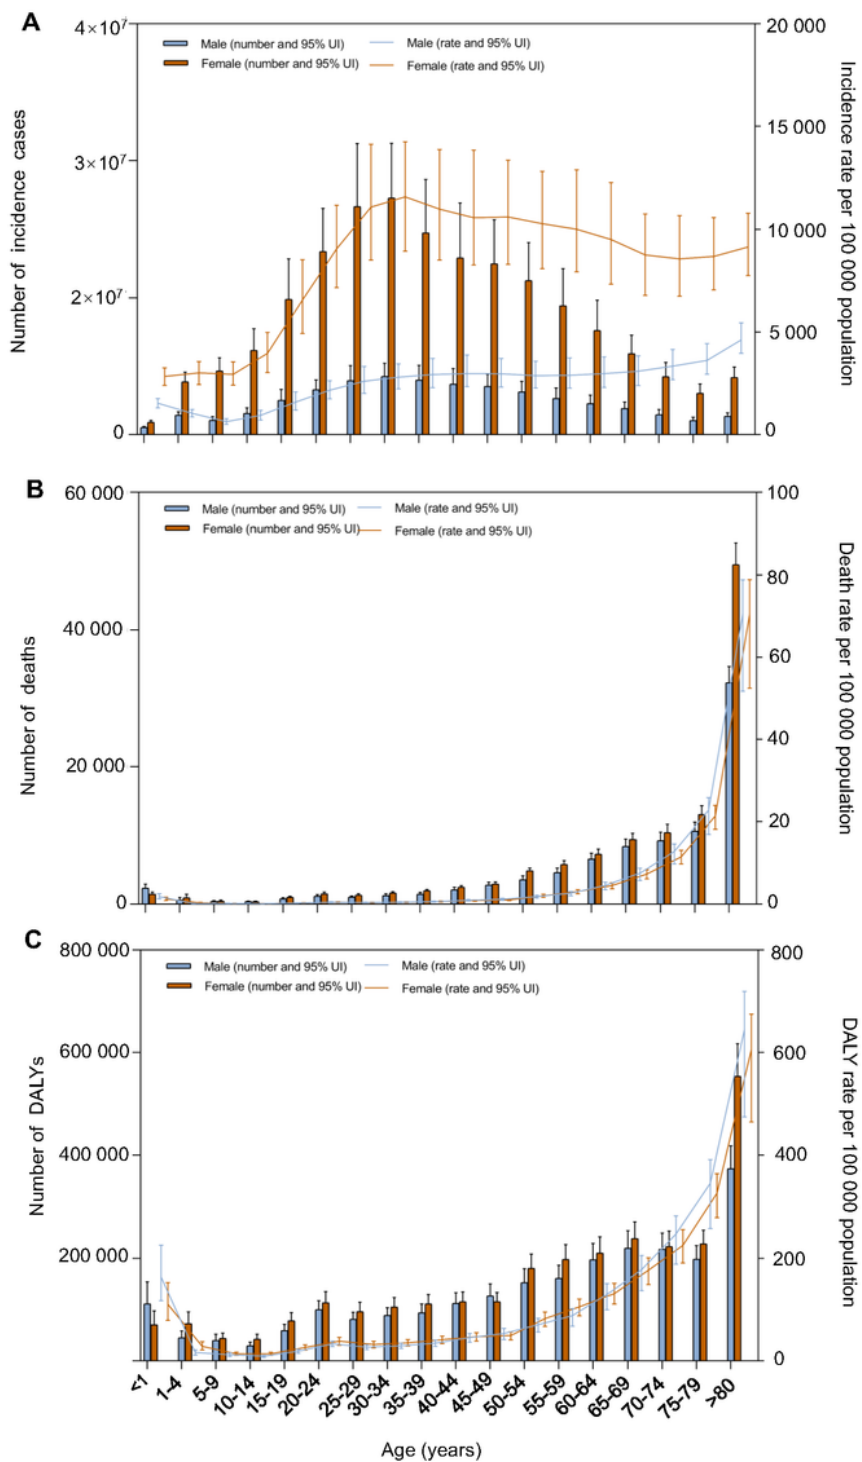 A
4×10⁷
3×10⁷
2×10⁷
0
Number of incidence cases
Male (number and 95% UI)
Male (rate and 95% UI)
Female (number and 95% UI)
Female (rate and 95% UI)
20 000
15 000
10 000
5 000
0
Incidence rate per 100 000 population
B
60 000
40 000
20 000
0
Number of deaths
Male (number and 95% UI)
Male (rate and 95% UI)
Female (number and 95% UI)
Female (rate and 95% UI)
100
80
60
40
20
0
Death rate per 100 000 population
C
800 000
600 000
400 000
200 000
Number of DALYs
Male (number and 95% UI)
Male (rate and 95% UI)
Female (number and 95% UI)
Female (rate and 95% UI)
800
600
400
200
0
DALY rate per 100 000 population
<1
1-4
5-9
10-14
15-19
20-24
25-29
30-34
35-39
40-44
45-49
50-54
55-59
60-64
65-69
70-74
75-79
>80
Age (years)